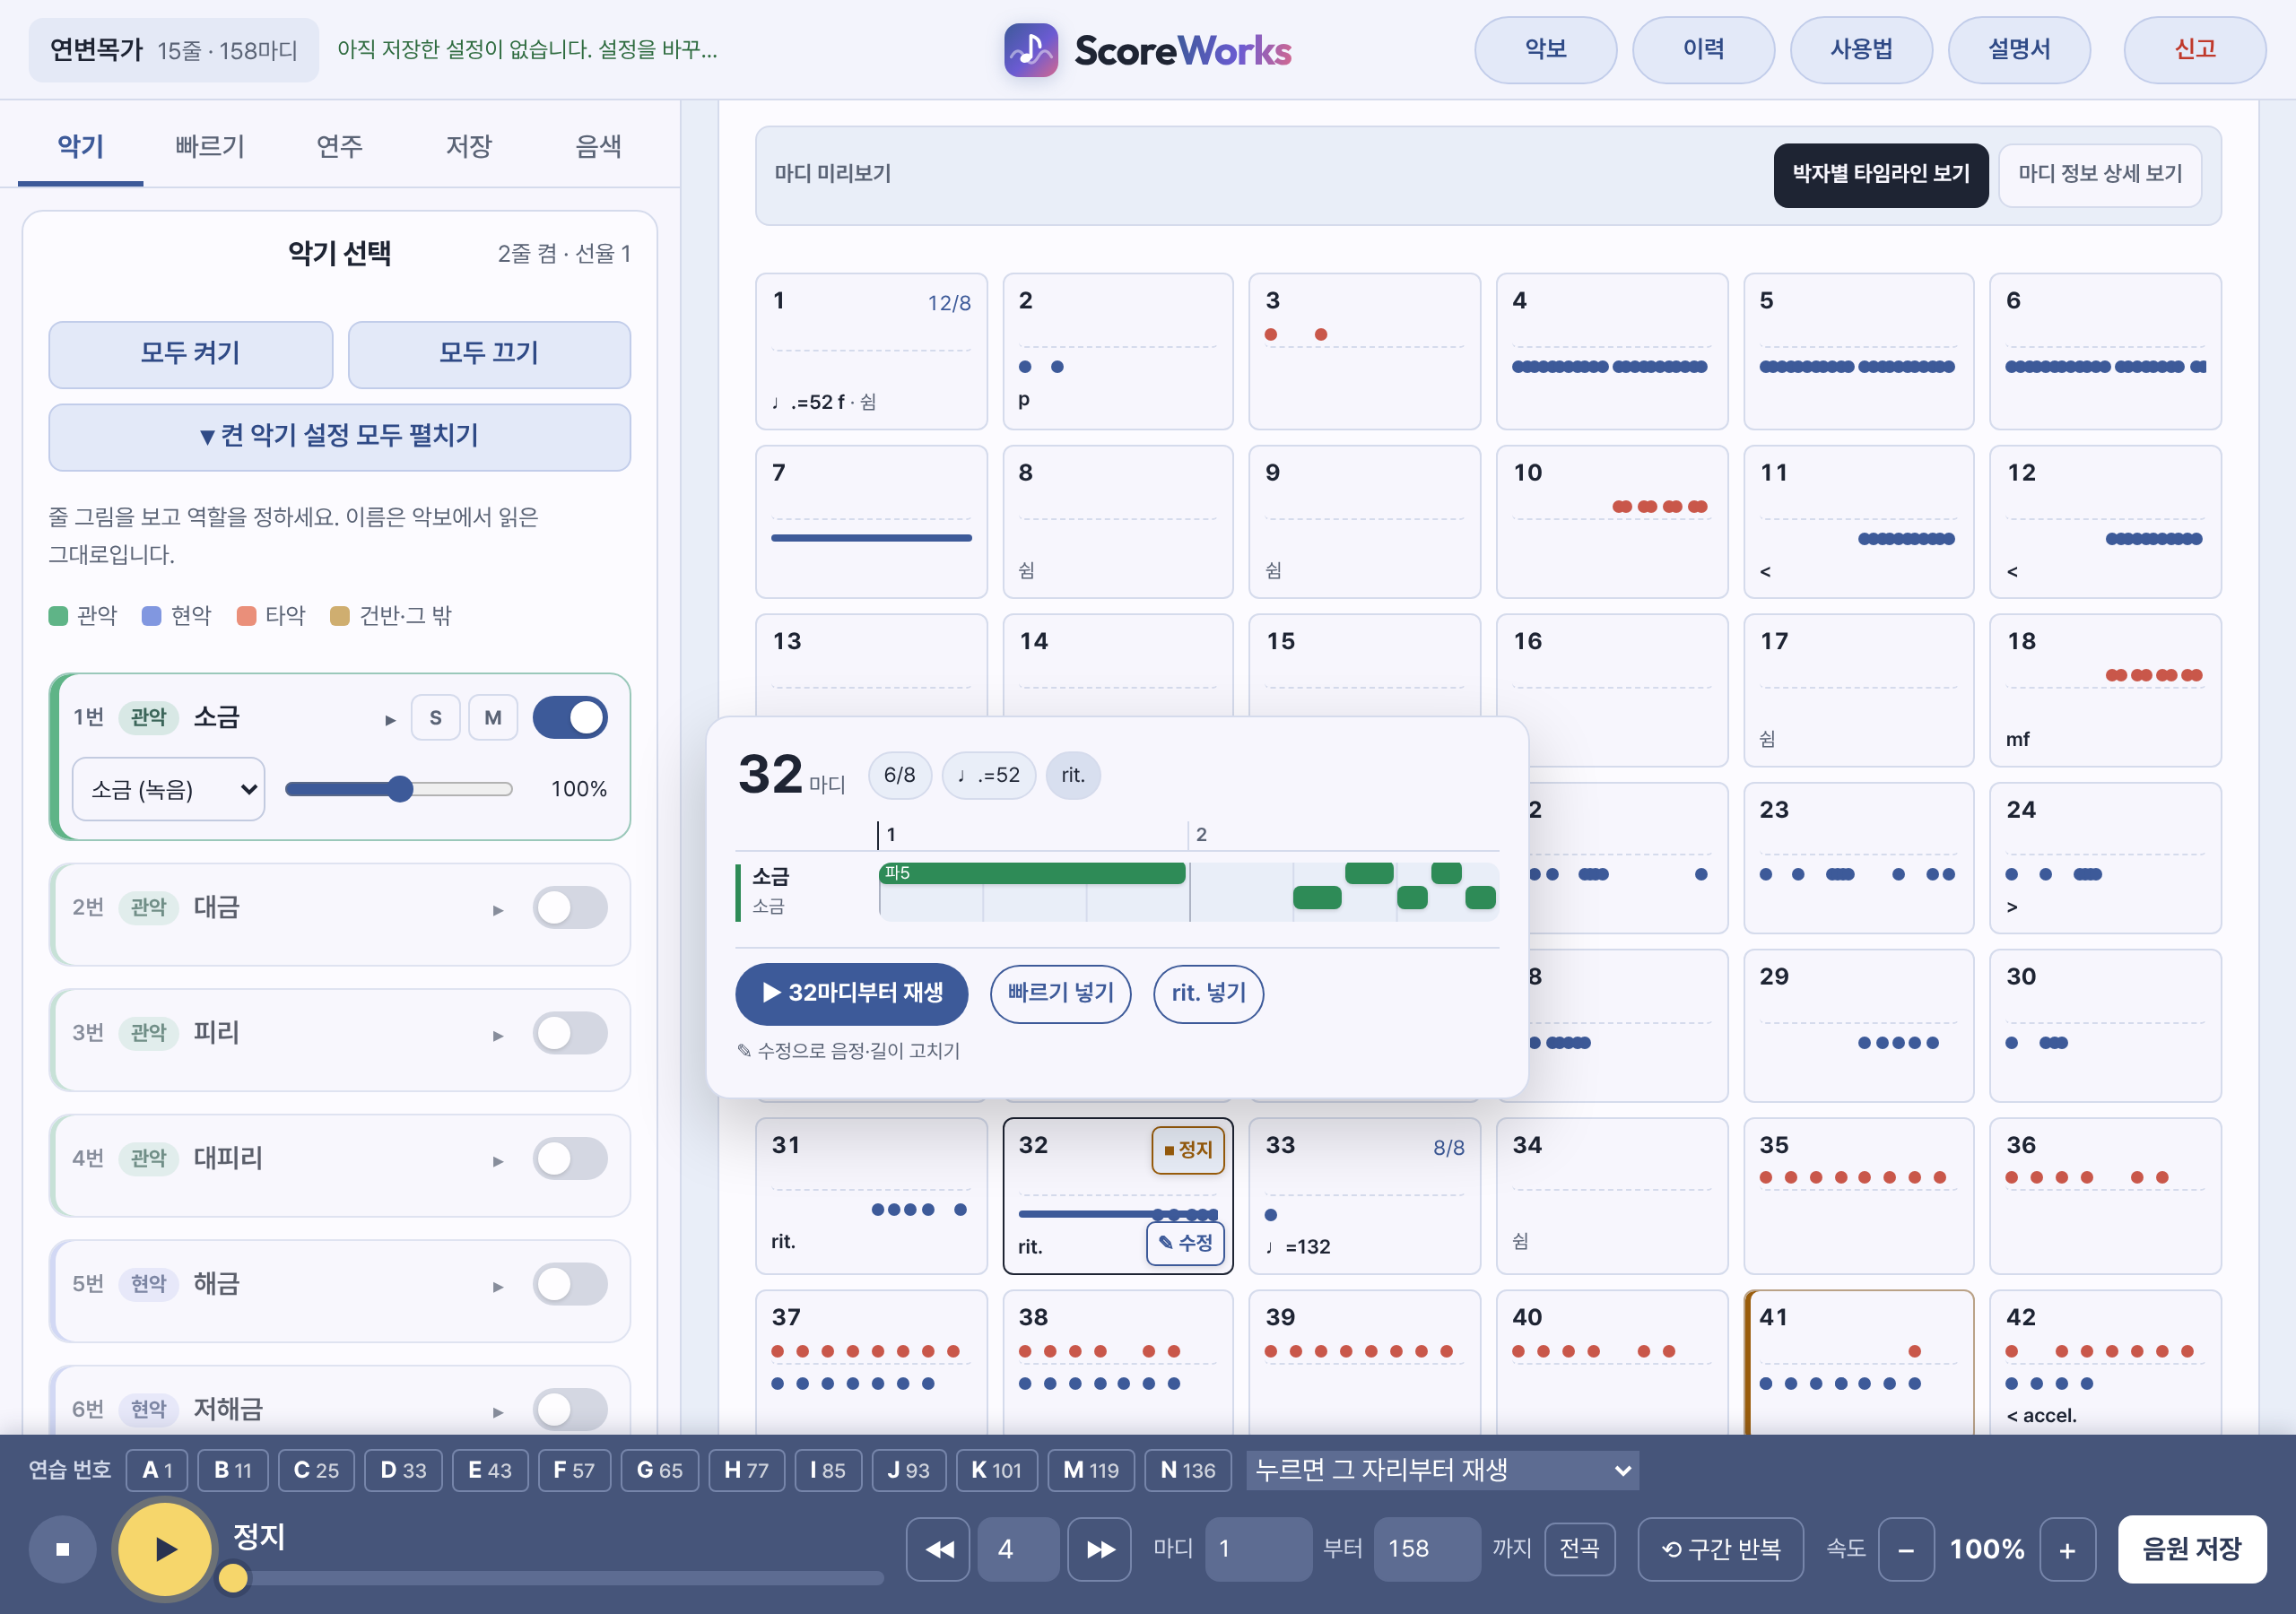 연변목가 15줄 · 158마디 아직 저장한 설정이 없습니다. 설정을 바꾸...
ScoreWorks
악보 이력 사용법 설명서 신고
악기 빠르기 연주 저장 음색
악기 선택 2줄 켬 · 선율 1
모두 켜기 모두 끄기
▼켠 악기 설정 모두 펼치기
줄 그림을 보고 역할을 정하세요. 이름은 악보에서 읽은
그대로입니다.
관악 현악 타악 건반·그 밖
1번 관악 소금 ▸ S M
소금 (녹음) 100%
2번 관악 대금 ▸
3번 관악 피리 ▸
4번 관악 대피리 ▸
5번 현악 해금 ▸
6번 현악 저해금 ▸
마디 미리보기 박자별 타임라인 보기 마디 정보 상세 보기
1 12/8 2 3 4 5 6
♩.=52 f · 쉼 p
7 8 9 10 11 12
쉼 쉼 < <
13 14 15 16 17 18
쉼 mf
2 23 24
>
8 29 30
32 마디 6/8 ♩.=52 rit.
1 2
소금 파5
소금
▶ 32마디부터 재생 빠르기 넣기 rit. 넣기
✎ 수정으로 음정·길이 고치기
31 32 ■ 정지 33 8/8 34 35 36
rit. rit. ✎ 수정 ♩=132 쉼
37 38 39 40 41 42
< accel.
연습 번호 A 1 B 11 C 25 D 33 E 43 F 57 G 65 H 77 I 85 J 93 K 101 M 119 N 136 누르면 그 자리부터 재생
정지
4 마디 1 부터 158 까지 전곡 ⟲ 구간 반복 속도 − 100% + 음원 저장